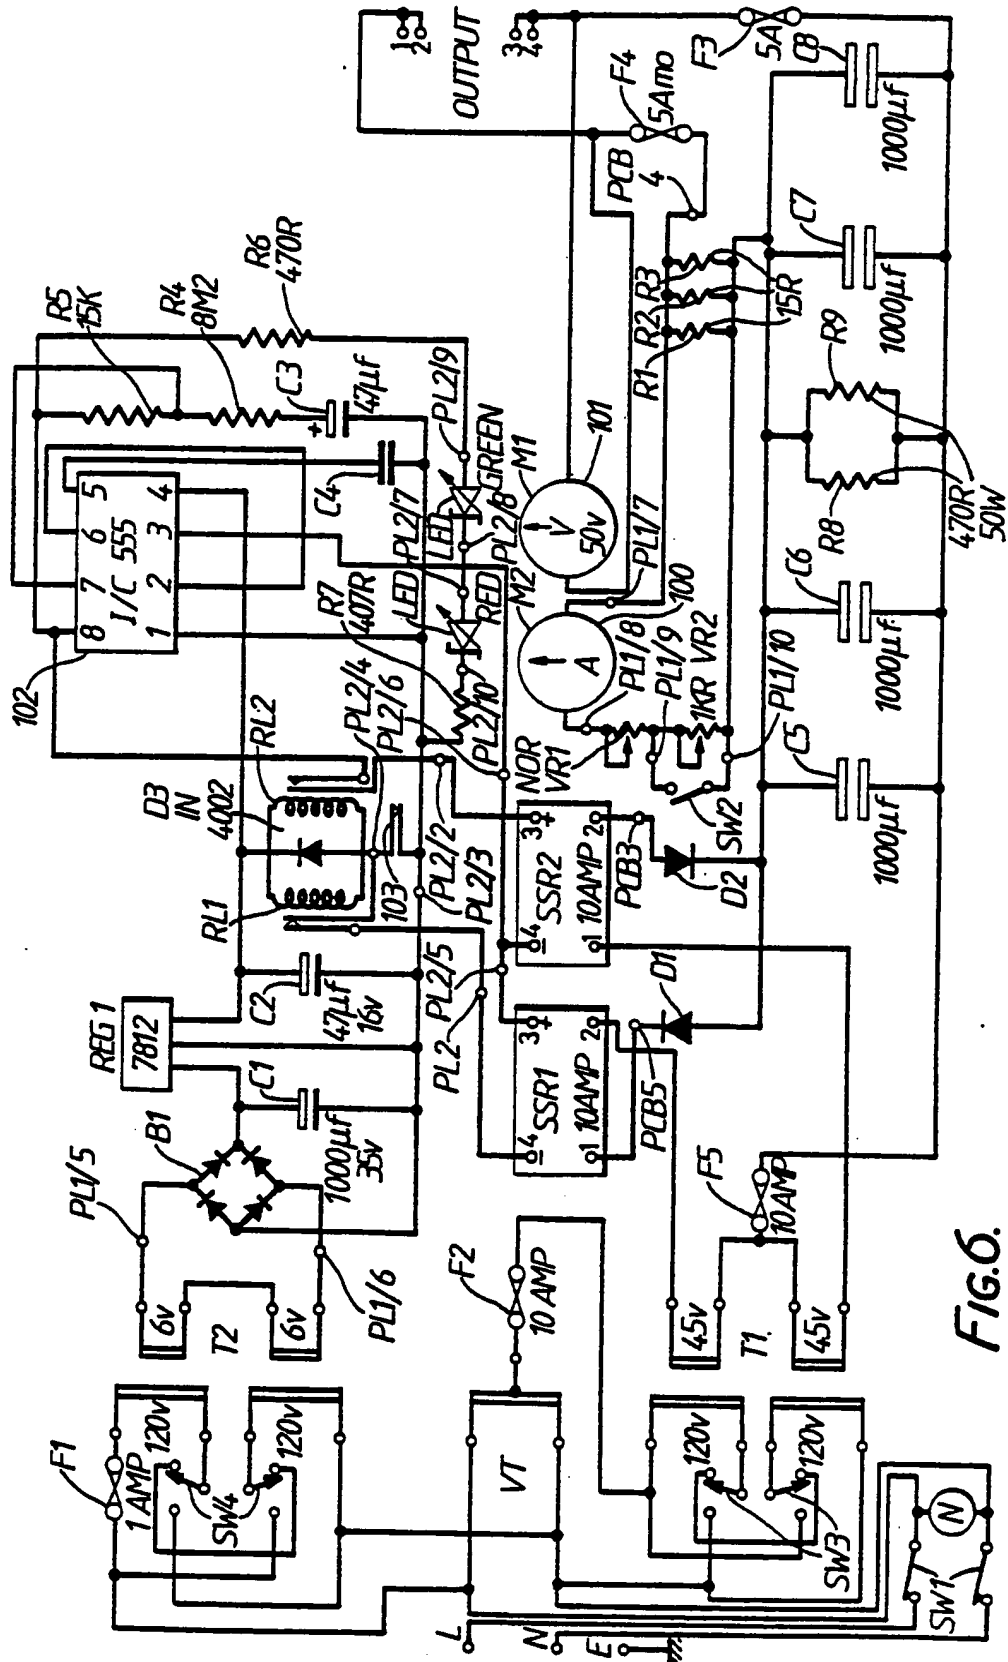 F1
1 AMP
120v
SW4
120v
T2
6v
6v
PL1/5
PL1/6
B1
REG 1
7812
C1
1000µf
35v
C2
47µf
16v
RL1
D3
IN
4002
RL2
103
PL2/4
PL2/6
PL2/2
PL2/3
PL2/5
PL2
102
8 7 6 5
I/C 555
1 2 3 4
R5
15K
R4
8M2
R6
470R
C3
+
47µf
C4
R7
407R
PL2/10
LED
RED
PL2/7
LED
GREEN
PL2/8
PL2/9
L
N
E
VT
F2
10 AMP
SSR1
10AMP
4
3
+
1
2
SSR2
10AMP
4
3
+
1
2
PCB5
D1
PCB3
D2
NOR
VR1
PL1/8
PL1/9
1KR VR2
SW2
PL1/10
M2
A
100
PL1/7
M1
V
50v
101
R1
R2
R3
15R
PCB
4
F4
5Amo
OUTPUT
1
2
3
4
F3
5A
120v
120v
SW3
T1
45v
45v
F5
10 AMP
SW1
N
C5
1000µf
C6
1000µf
R8
R9
470R
50W
C7
1000µf
C8
1000µf
FIG.6.